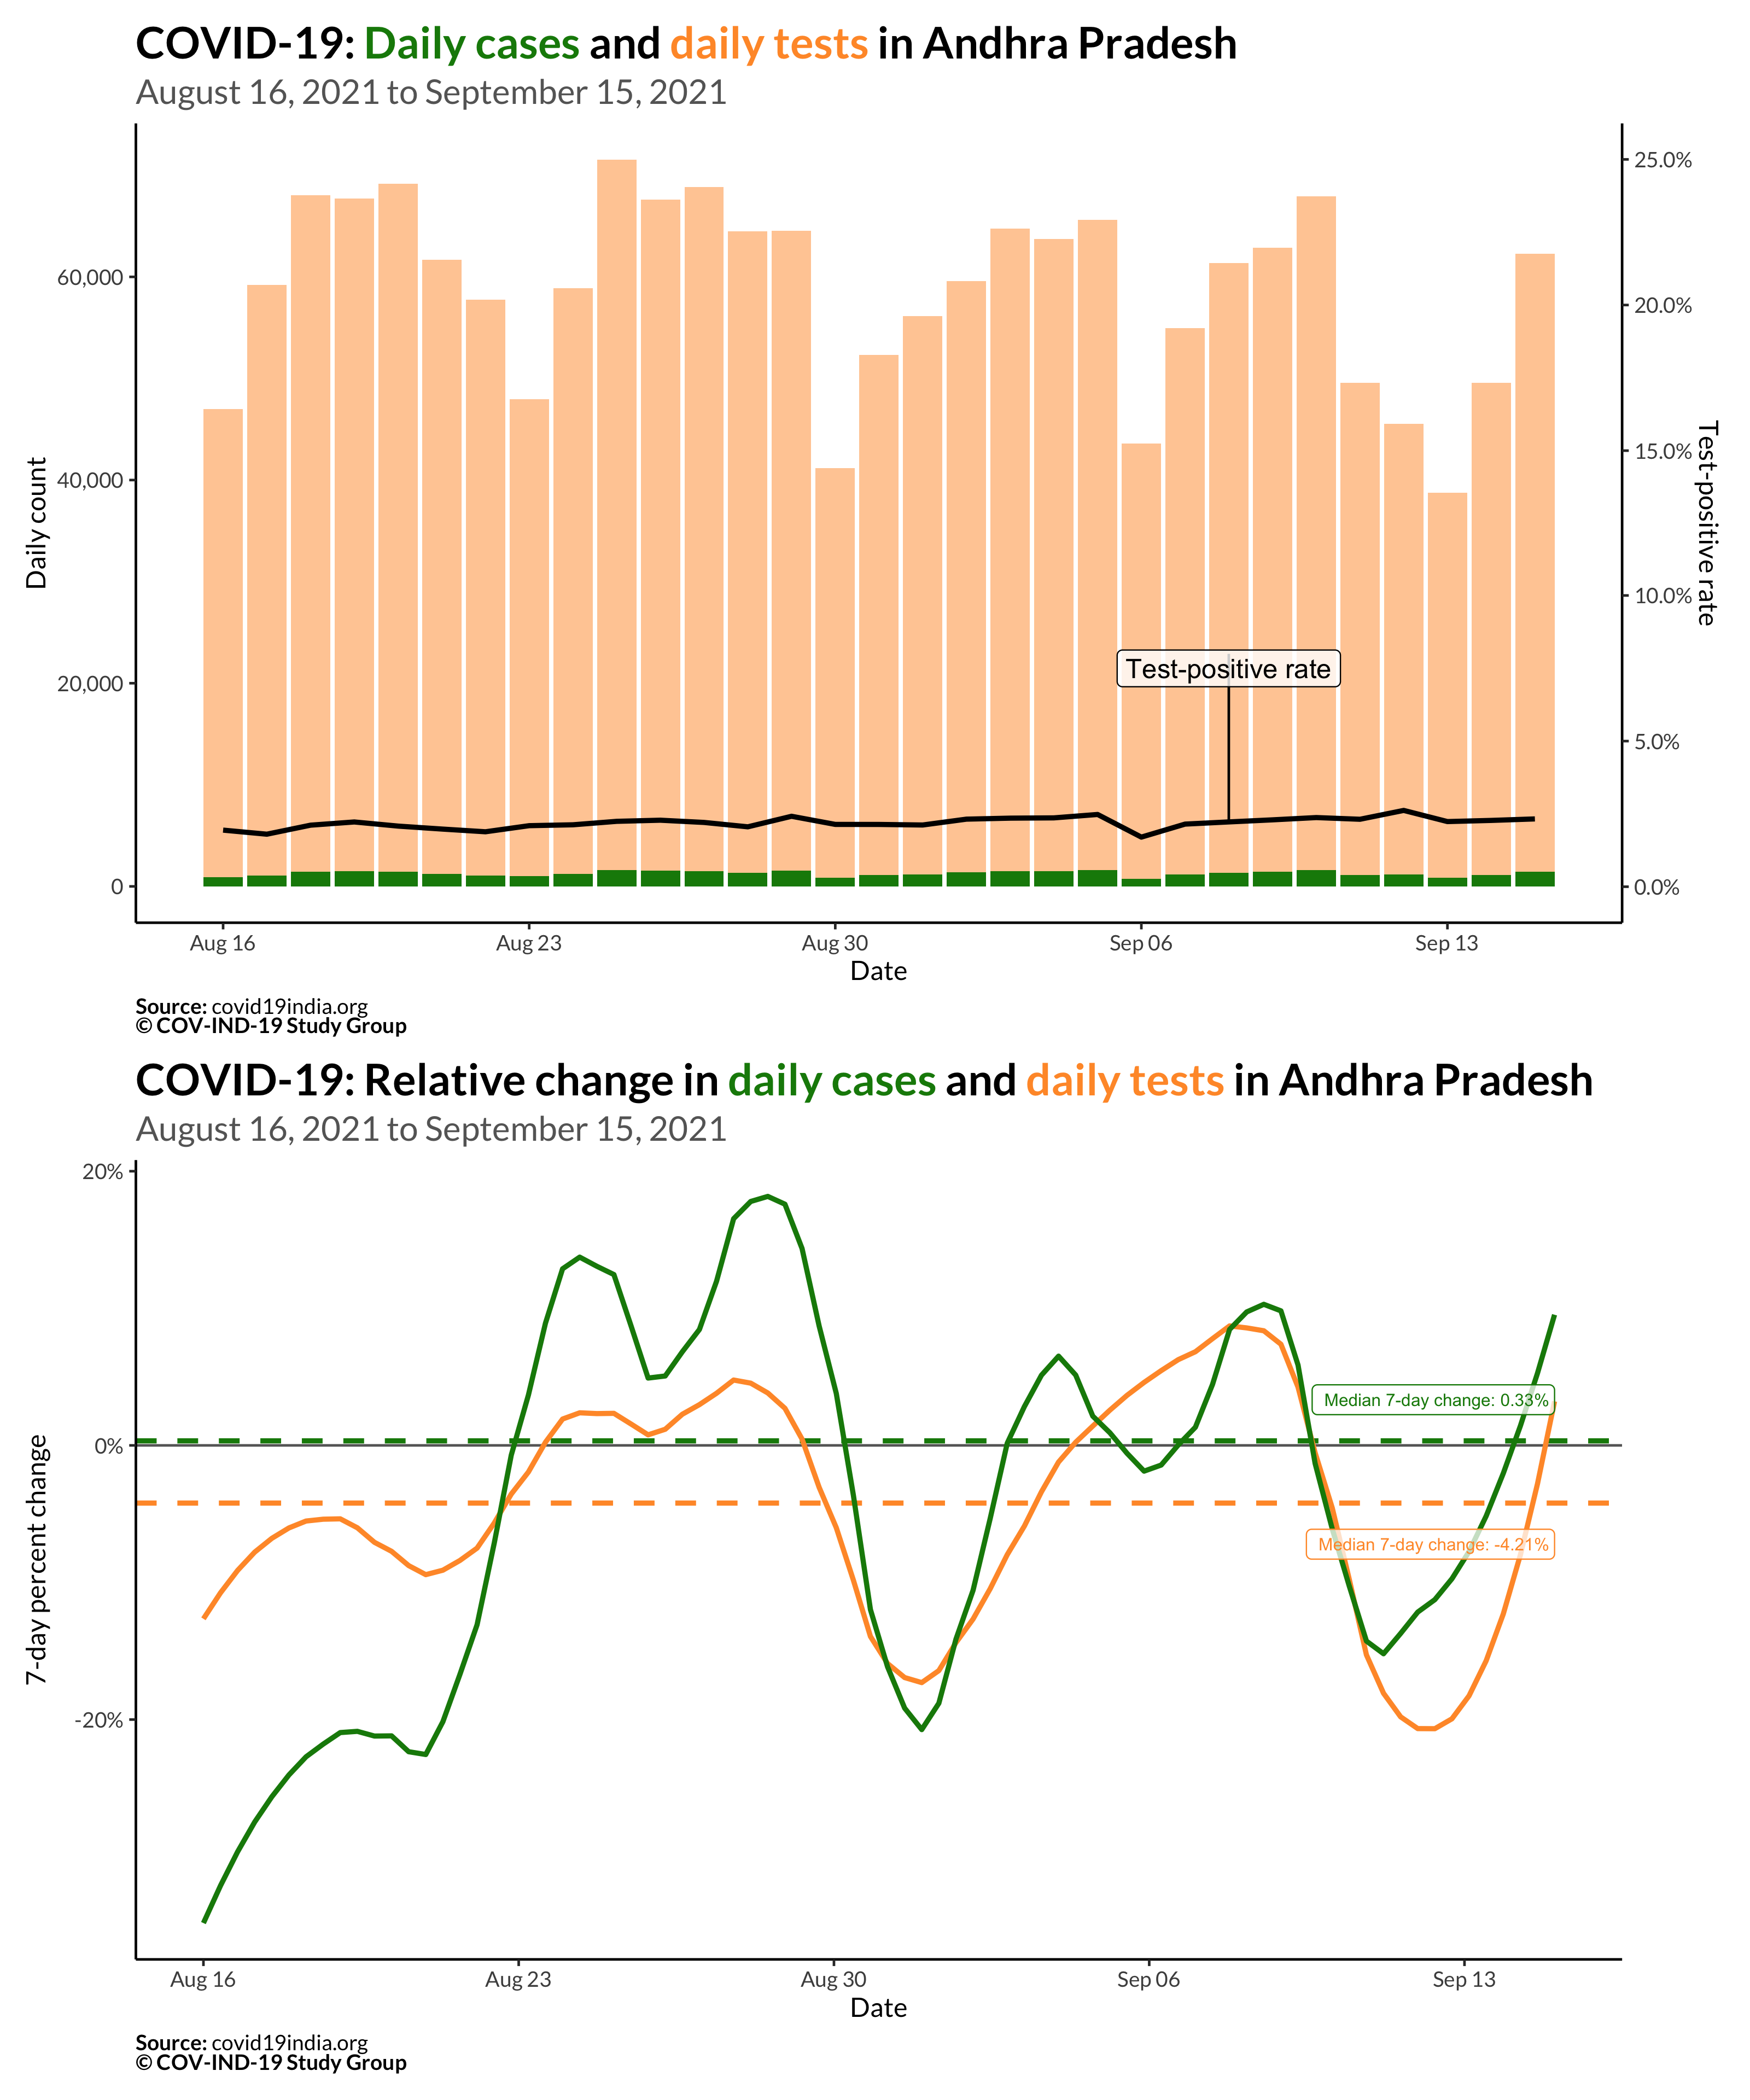 COVID-19: Daily cases and daily tests in Andhra Pradesh
August 16, 2021 to September 15, 2021
25.0%
60,000
20.0%
40,000
15.0%
10.0%
20,000
5.0%
0
0.0%
Daily count
Test-positive rate
Test-positive rate
Aug 16
Aug 23
Aug 30
Sep 06
Sep 13
Date
Source: covid19india.org
© COV-IND-19 Study Group
COVID-19: Relative change in daily cases and daily tests in Andhra Pradesh
August 16, 2021 to September 15, 2021
20%
0%
-20%
7-day percent change
Median 7-day change: 0.33%
Median 7-day change: -4.21%
Aug 16
Aug 23
Aug 30
Sep 06
Sep 13
Date
Source: covid19india.org
© COV-IND-19 Study Group